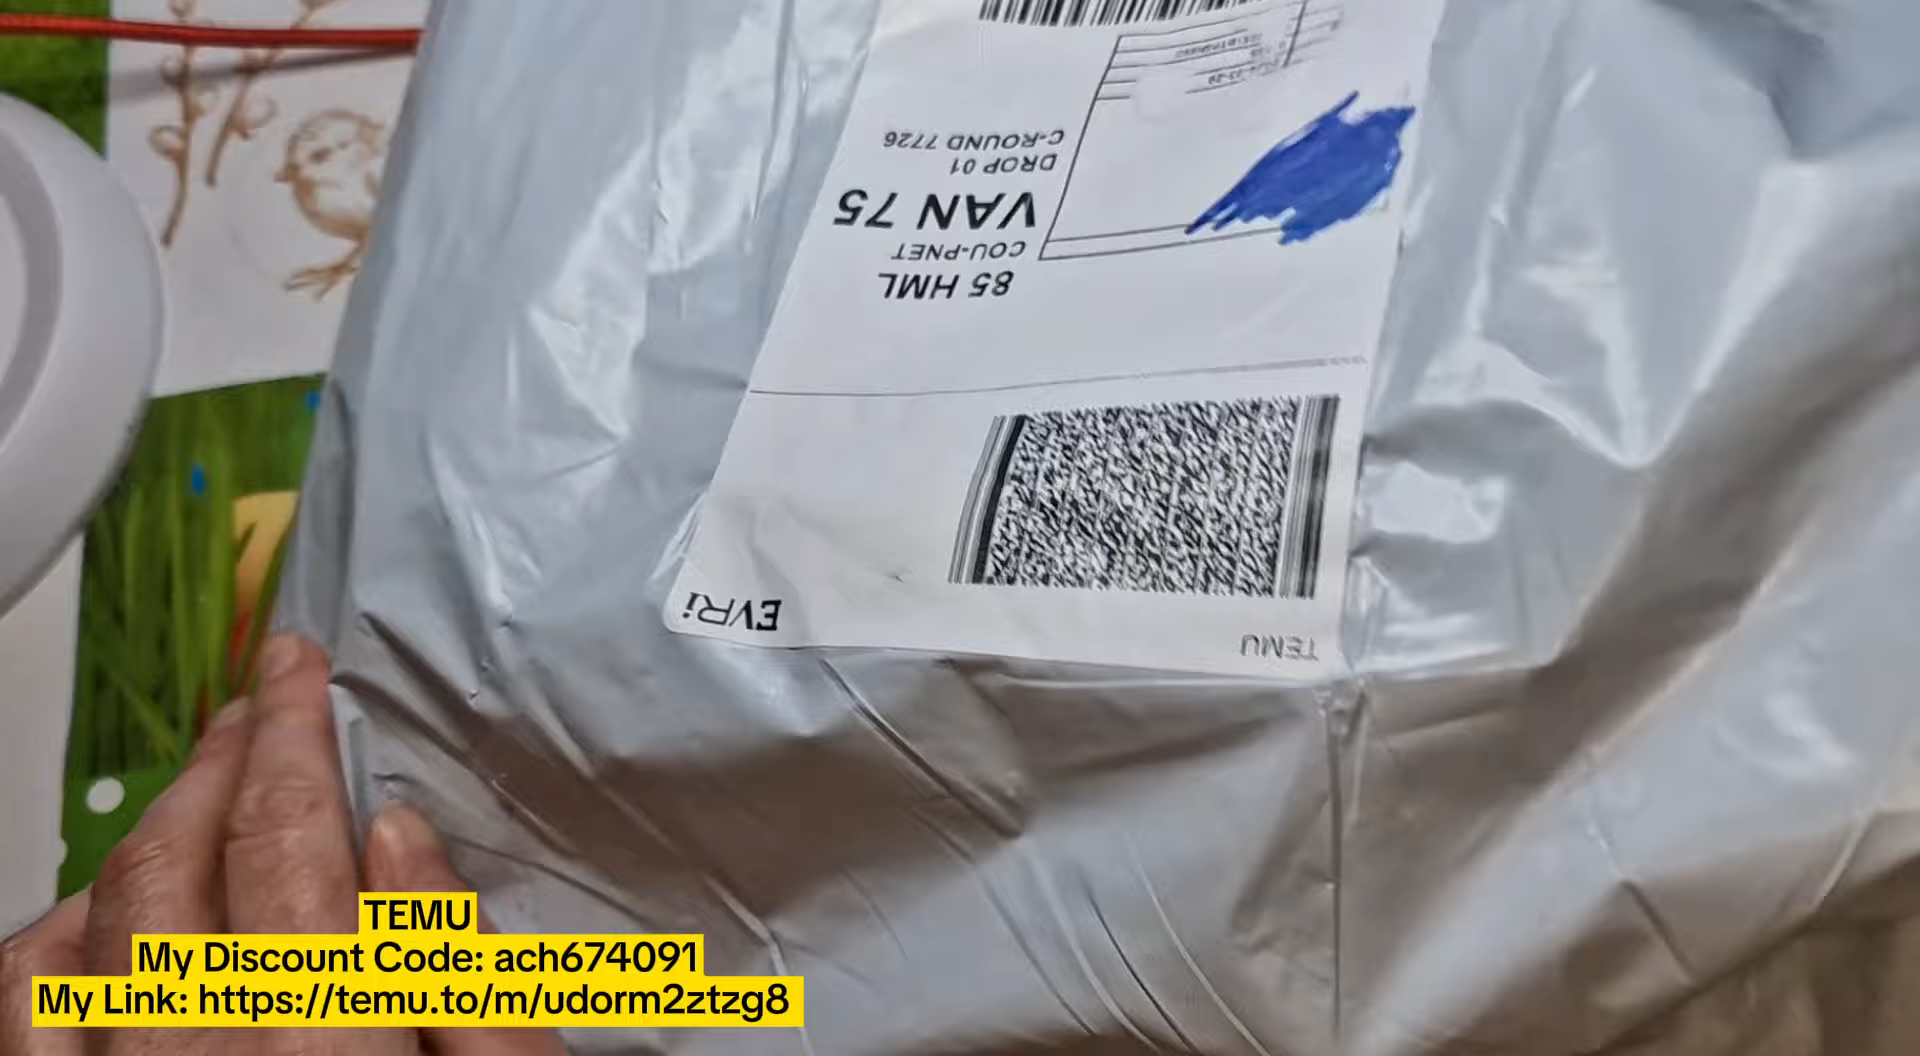 C-ROUND 7726
DROP 01
VAN 75
COU-PNET
85 HML
EVRi
TEMU
TEMU
My Discount Code: ach674091
My Link: https://temu.to/m/udorm2ztzg8